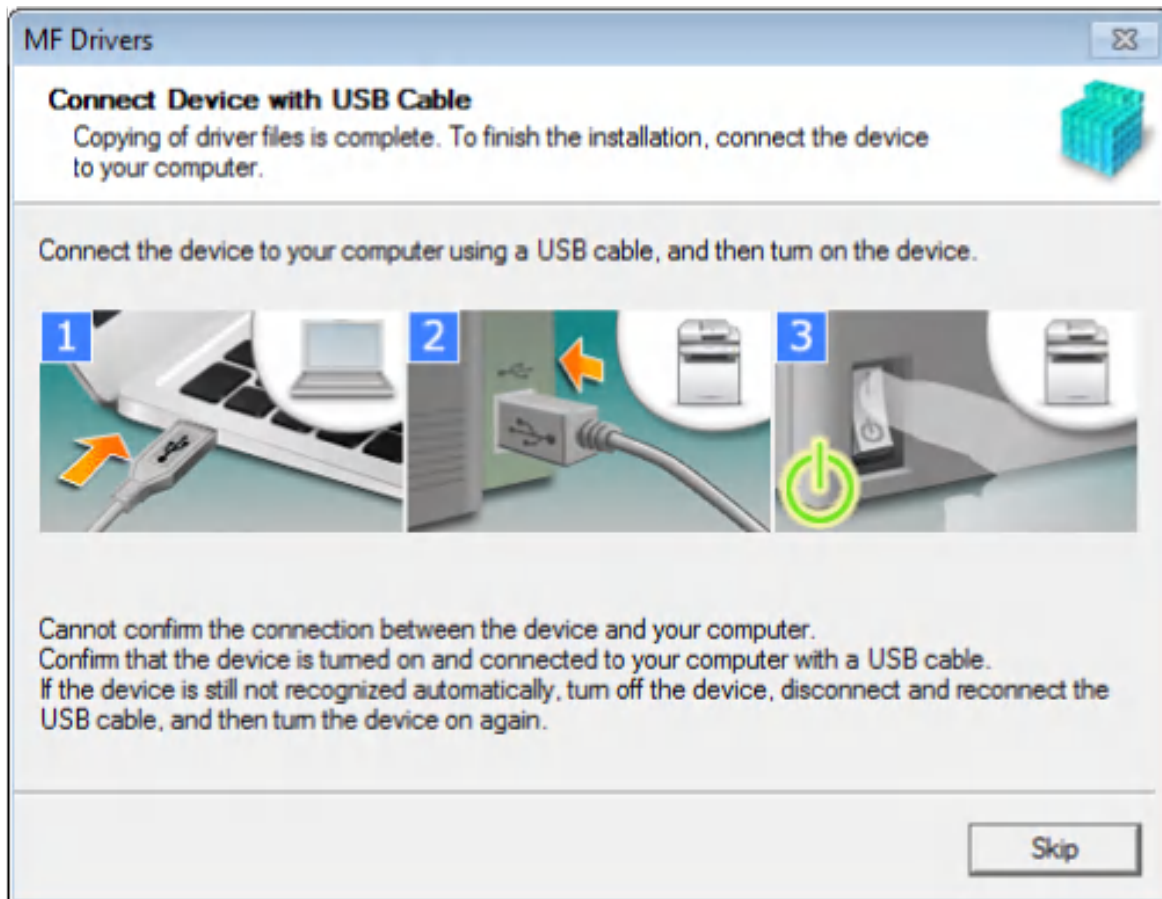 MF Drivers
Connect Device with USB Cable
Copying of driver files is complete. To finish the installation, connect the device
to your computer.
Connect the device to your computer using a USB cable, and then turn on the device.
1
2
3
Cannot confirm the connection between the device and your computer.
Confirm that the device is turned on and connected to your computer with a USB cable.
If the device is still not recognized automatically, turn off the device, disconnect and reconnect the
USB cable, and then turn the device on again.
Skip